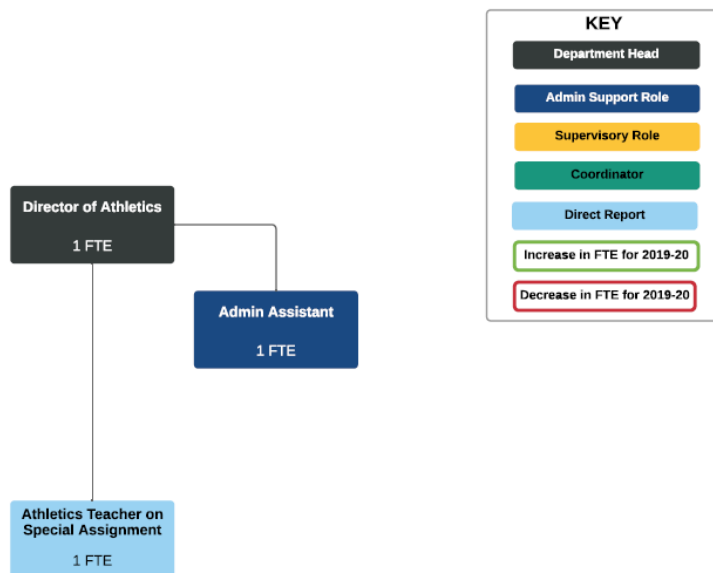 KEY
Department Head
Admin Support Role
Supervisory Role
Coordinator
Direct Report
Increase in FTE for 2019-20
Decrease in FTE for 2019-20
Director of Athletics
1 FTE
Admin Assistant
1 FTE
Athletics Teacher on
Special Assignment
1 FTE